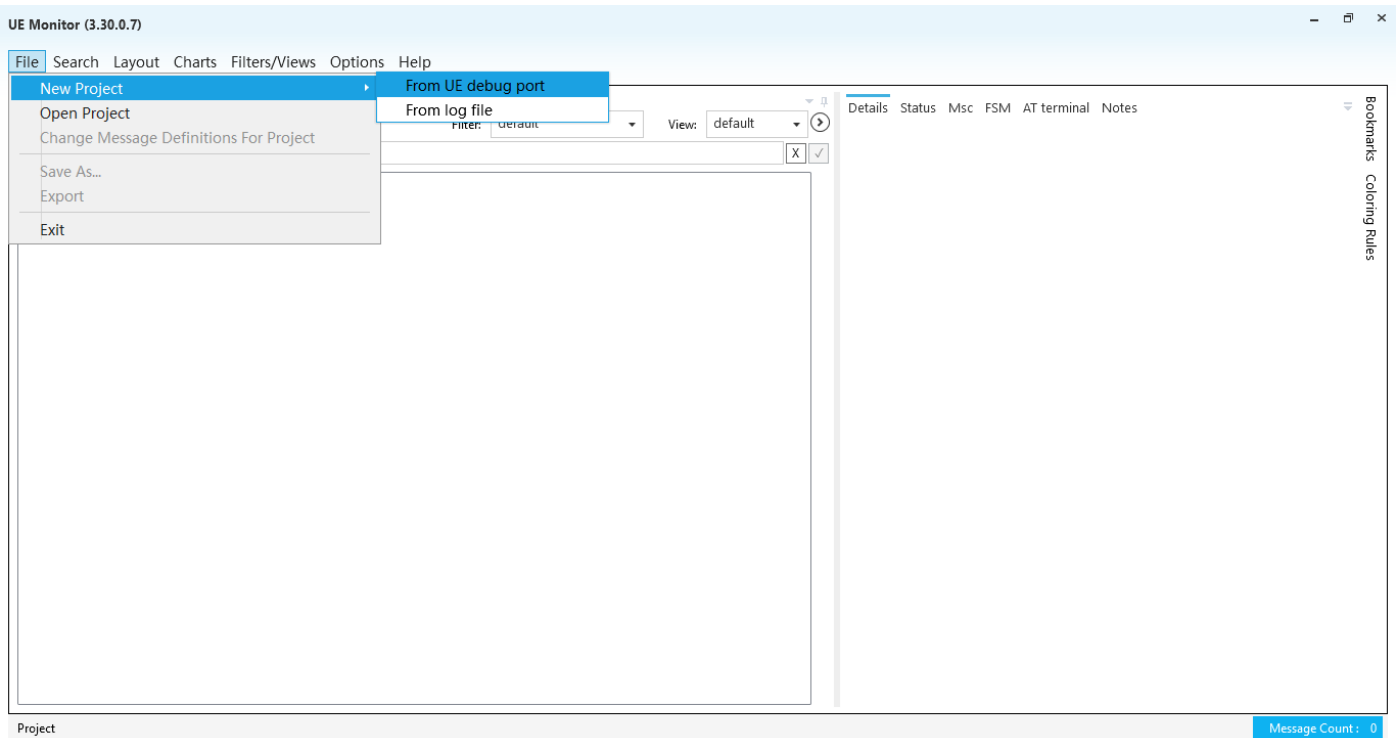 UE Monitor (3.30.0.7)
File Search Layout Charts Filters/Views Options Help
New Project
From UE debug port
Open Project
From log file
Change Message Definitions For Project
Filter: default View: default
X
Save As...
Export
Exit
Details Status Msc FSM AT terminal Notes
Bookmarks Coloring Rules
Project
Message Count: 0